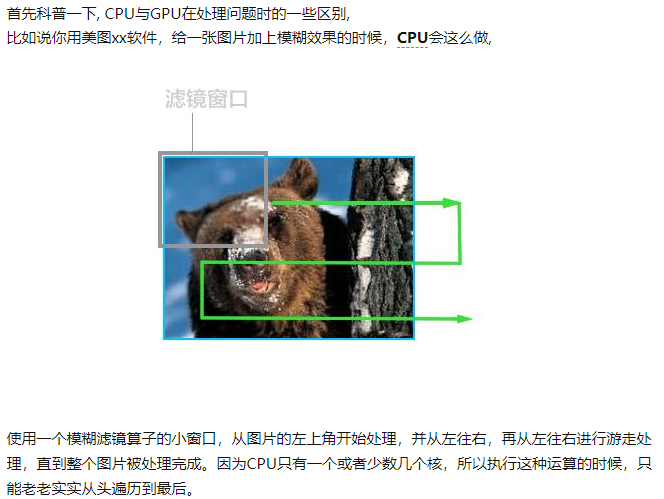 首先科普一下, CPU与GPU在处理问题时的一些区别,
比如说你用美图xx软件，给一张图片加上模糊效果的时候，CPU会这么做,
滤镜窗口
使用一个模糊滤镜算子的小窗口，从图片的左上角开始处理，并从左往右，再从左往右进行游走处
理，直到整个图片被处理完成。因为CPU只有一个或者少数几个核，所以执行这种运算的时候，只
能老老实实从头遍历到最后。